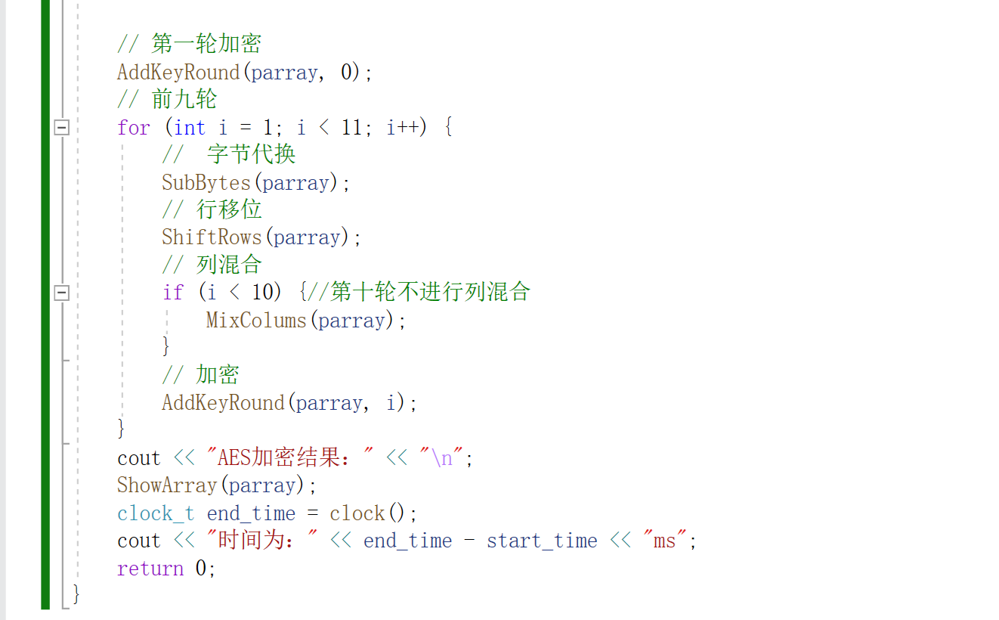 // 第一轮加密
AddKeyRound(parray, 0);
// 前九轮
for (int i = 1; i < 11; i++) {
//  字节代换
SubBytes(parray);
// 行移位
ShiftRows(parray);
// 列混合
if (i < 10) {//第十轮不进行列混合
MixColums(parray);
}
// 加密
AddKeyRound(parray, i);
}
cout << "AES加密结果：" << "\n";
ShowArray(parray);
clock_t end_time = clock();
cout << "时间为：" << end_time - start_time << "ms";
return 0;
}